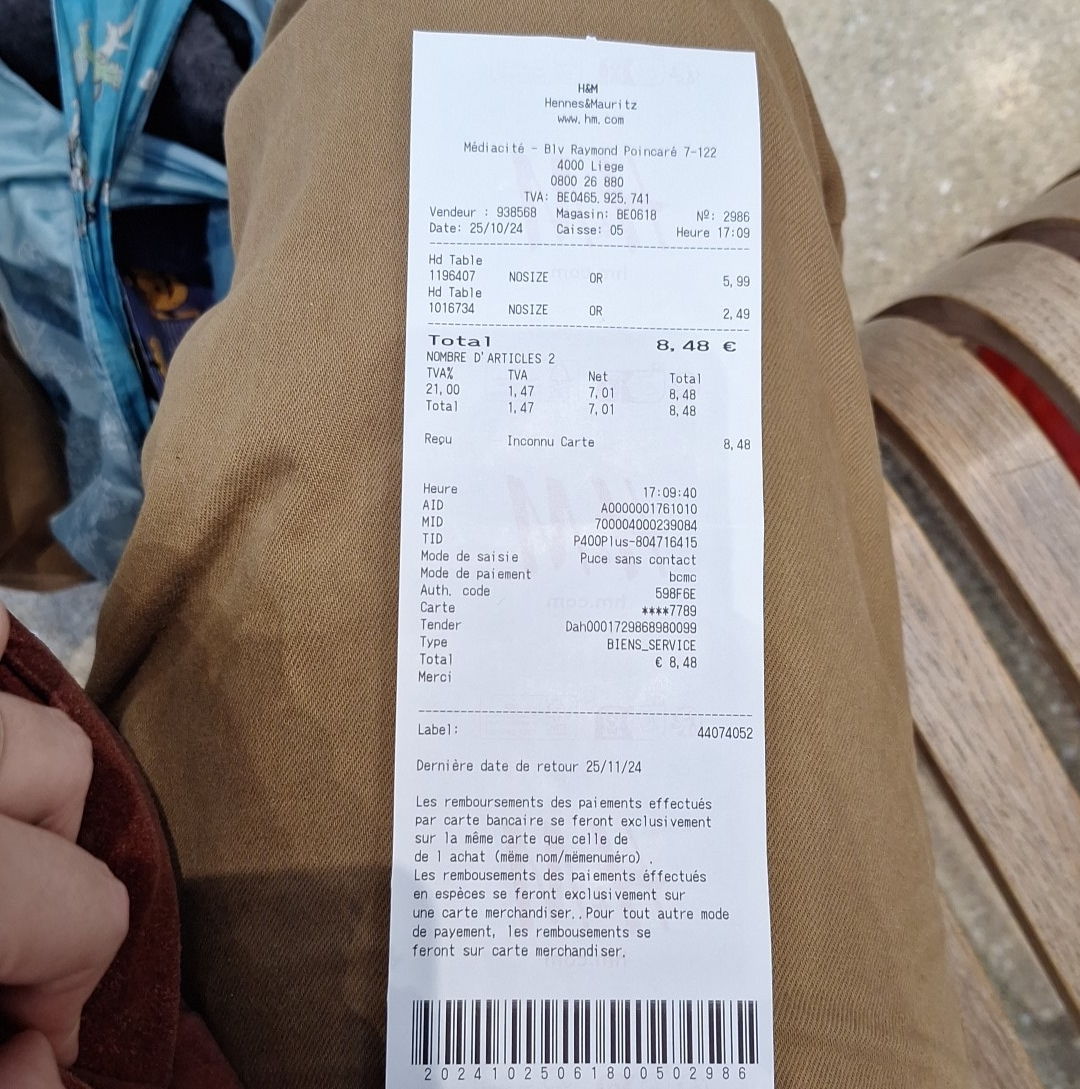 H&M
Hennes&Mauritz
www.hm.com
Médiacité - Blv Raymond Poincaré 7-122
4000 Liege
0800 26 880
TVA: BE0465.925.741
Vendeur : 938568 Magasin: BE0618 Nº: 2986
Date: 25/10/24 Caisse: 05 Heure 17:09
Hd Table
1196407 NOSIZE OR 5,99
Hd Table
1016734 NOSIZE OR 2,49
Total 8,48 €
NOMBRE D'ARTICLES 2
TVA% TVA Net Total
21,00 1,47 7,01 8,48
Total 1,47 7,01 8,48
Reçu Inconnu Carte 8,48
Heure 17:09:40
AID A0000001761010
MID 700004000239084
TID P400Plus-804716415
Mode de saisie Puce sans contact
Mode de paiement bcmc
Auth. code 598F6E
Carte ****7789
Tender Dah0001729868980099
Type BIENS_SERVICE
Total € 8,48
Merci
Label: 44074052
Dernière date de retour 25/11/24
Les remboursements des paiements effectués
par carte bancaire se feront exclusivement
sur la même carte que celle de
de l achat (mëme nom/mëmenuméro) .
Les rembousements des paiements éffectués
en espèces se feront exclusivement sur
une carte merchandiser..Pour tout autre mode
de payement, les rembousements se
feront sur carte merchandiser.
20241025061800502986